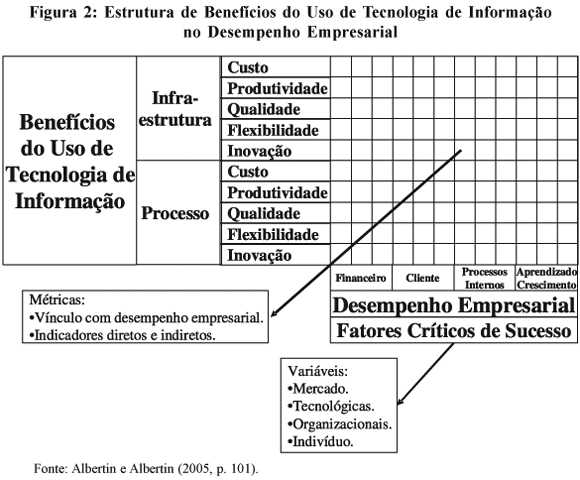 Figura 2: Estrutura de Benefícios do Uso de Tecnologia de Informação
no Desempenho Empresarial
Benefícios
do Uso de
Tecnologia de
Informação
Infra-
estrutura
Custo
Produtividade
Qualidade
Flexibilidade
Inovação
Processo
Custo
Produtividade
Qualidade
Flexibilidade
Inovação
Financeiro
Cliente
Processos
Internos
Aprendizado
Crescimento
Desempenho Empresarial
Fatores Críticos de Sucesso
Métricas:
•Vínculo com desempenho empresarial.
•Indicadores diretos e indiretos.
Variáveis:
•Mercado.
•Tecnológicas.
•Organizacionais.
•Indivíduo.
Fonte: Albertin e Albertin (2005, p. 101).